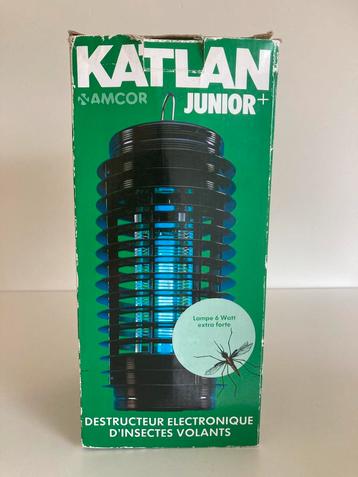 KATLAN
AMCOR
JUNIOR+
Lampe 6 Watt
extra forte
DESTRUCTEUR ELECTRONIQUE
D'INSECTES VOLANTS